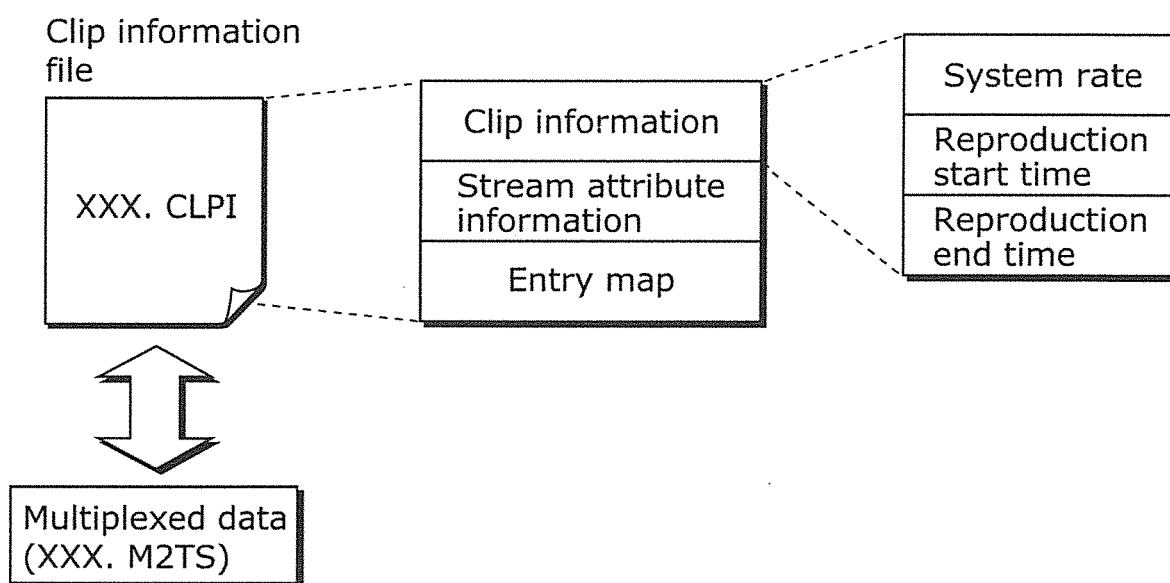 Clip information
file
XXX. CLPI
Clip information
Stream attribute
information
Entry map
System rate
Reproduction
start time
Reproduction
end time
Multiplexed data
(XXX. M2TS)